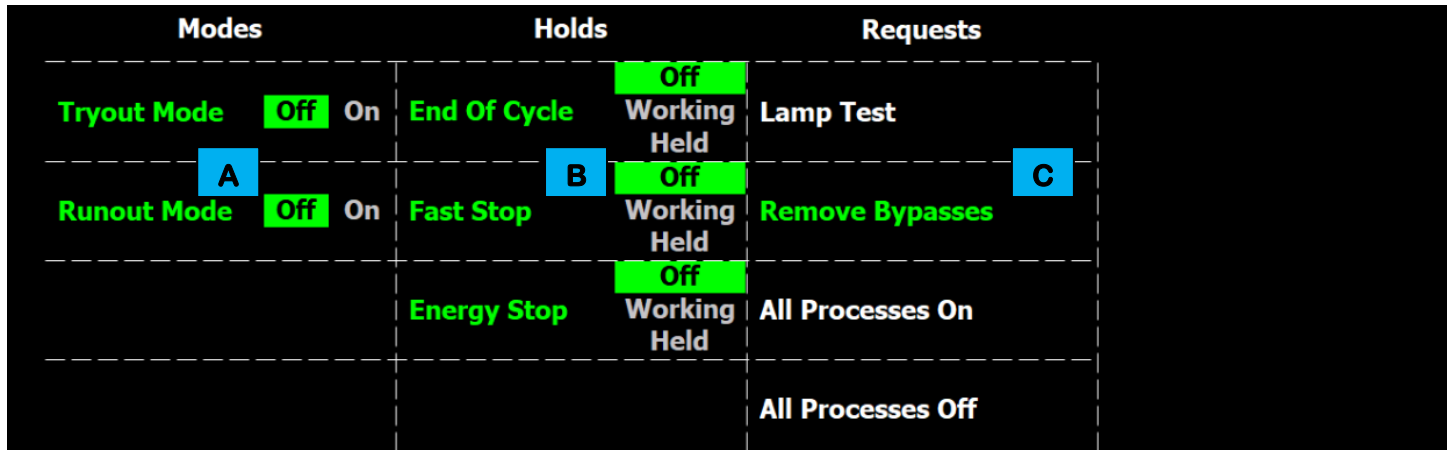 Modes Holds Requests
Off
Tryout Mode Off On End Of Cycle Working Lamp Test
Held
A B C
Off
Runout Mode Off On Fast Stop Working Remove Bypasses
Held
Off
Energy Stop Working All Processes On
Held
All Processes Off